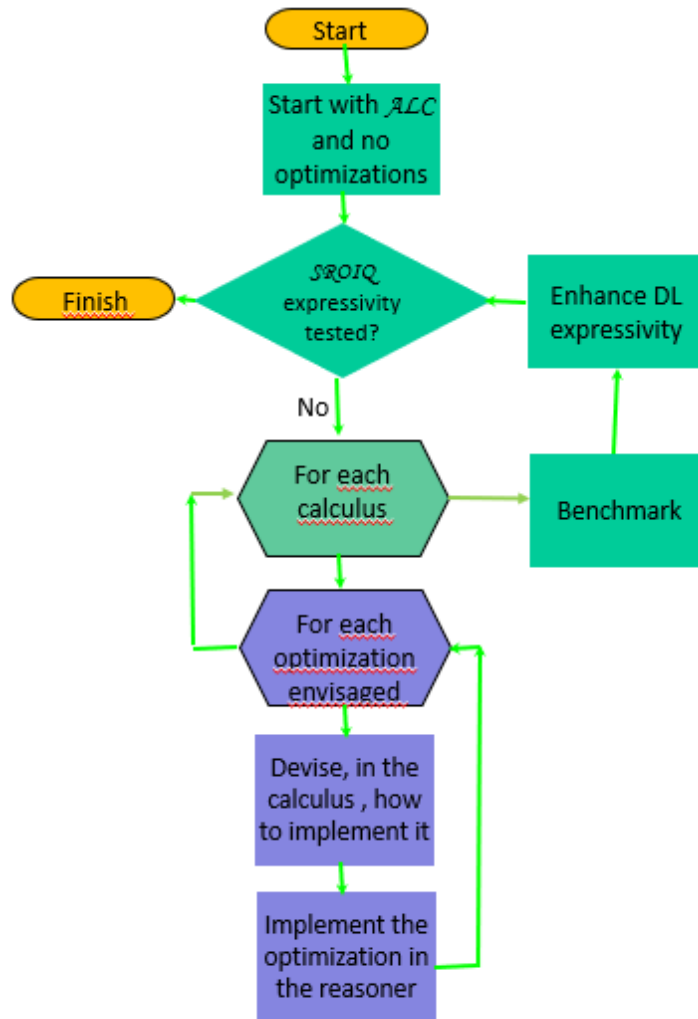 Start
Start with ALC
and no
optimizations
SROIQ
expressivity
tested?
Finish
Enhance DL
expressivity
No
For each
calculus
Benchmark
For each
optimization
envisaged
Devise, in the
calculus , how
to implement it
Implement the
optimization in
the reasoner